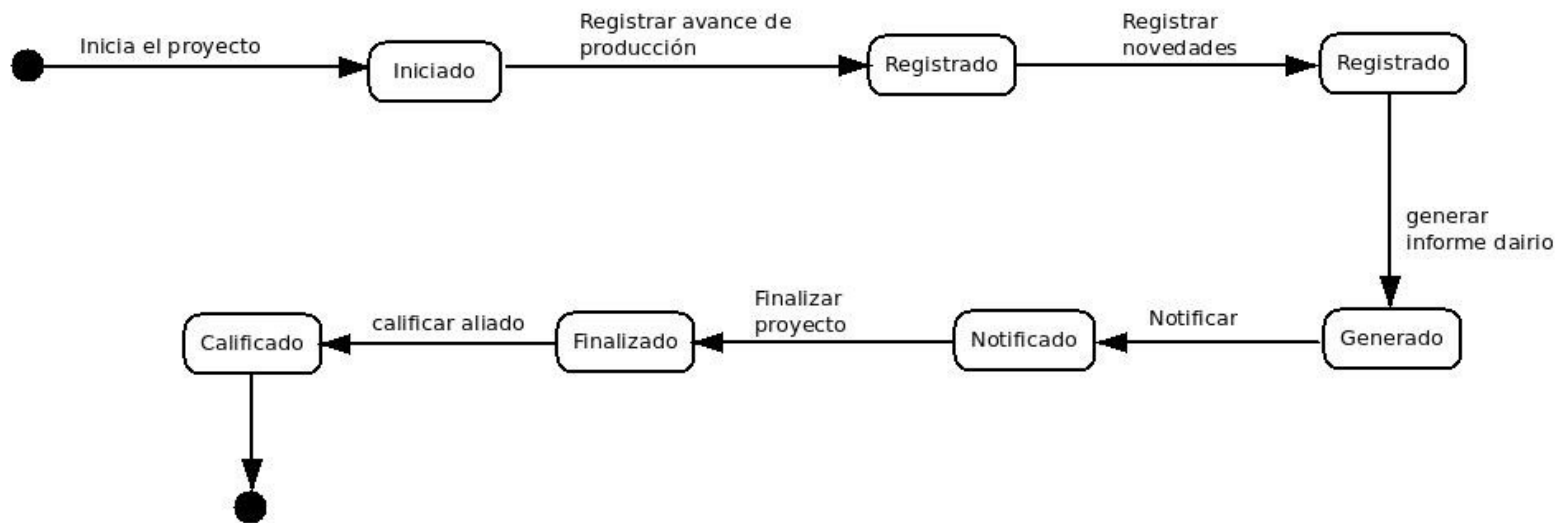 Inicia el proyecto
Iniciado
Registrar avance de
producción
Registrado
Registrar
novedades
Registrado
generar
informe dairio
Generado
Notificar
Notificado
Finalizar
proyecto
Finalizado
calificar aliado
Calificado